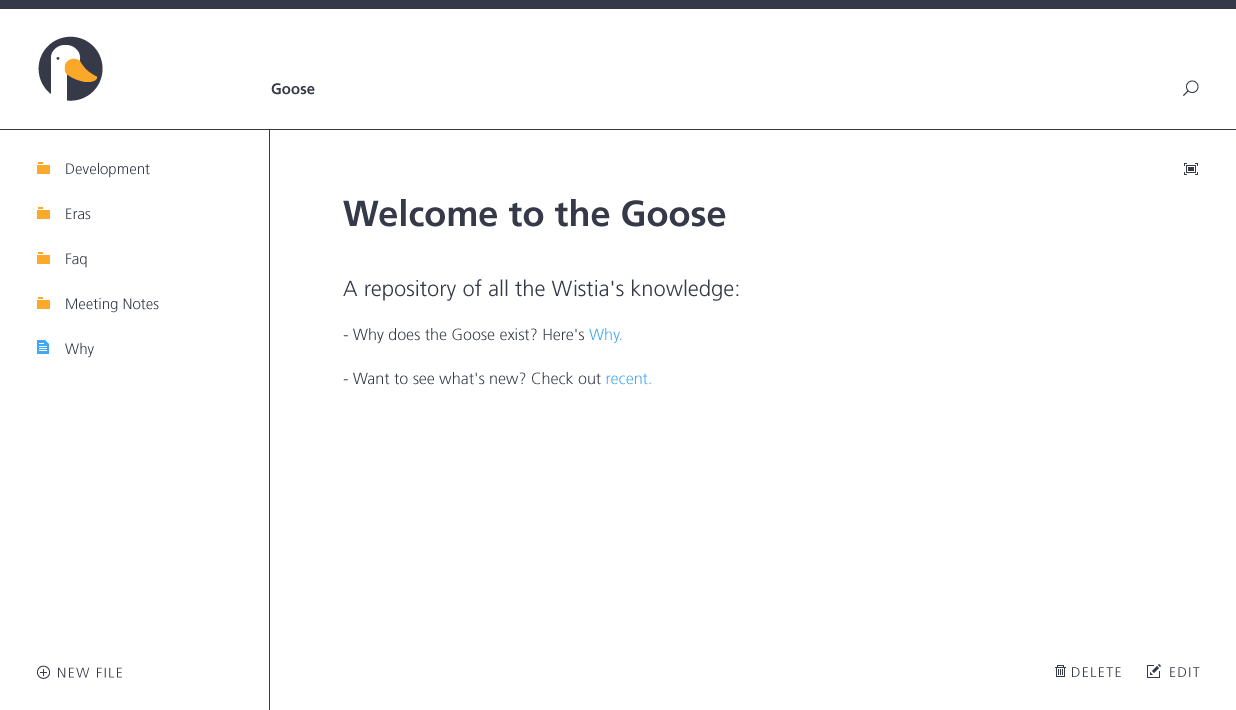 Goose
Development
Eras
Faq
Meeting Notes
Why
Welcome to the Goose
A repository of all the Wistia's knowledge:
- Why does the Goose exist? Here's Why.
- Want to see what's new? Check out recent.
NEW FILE
DELETE
EDIT